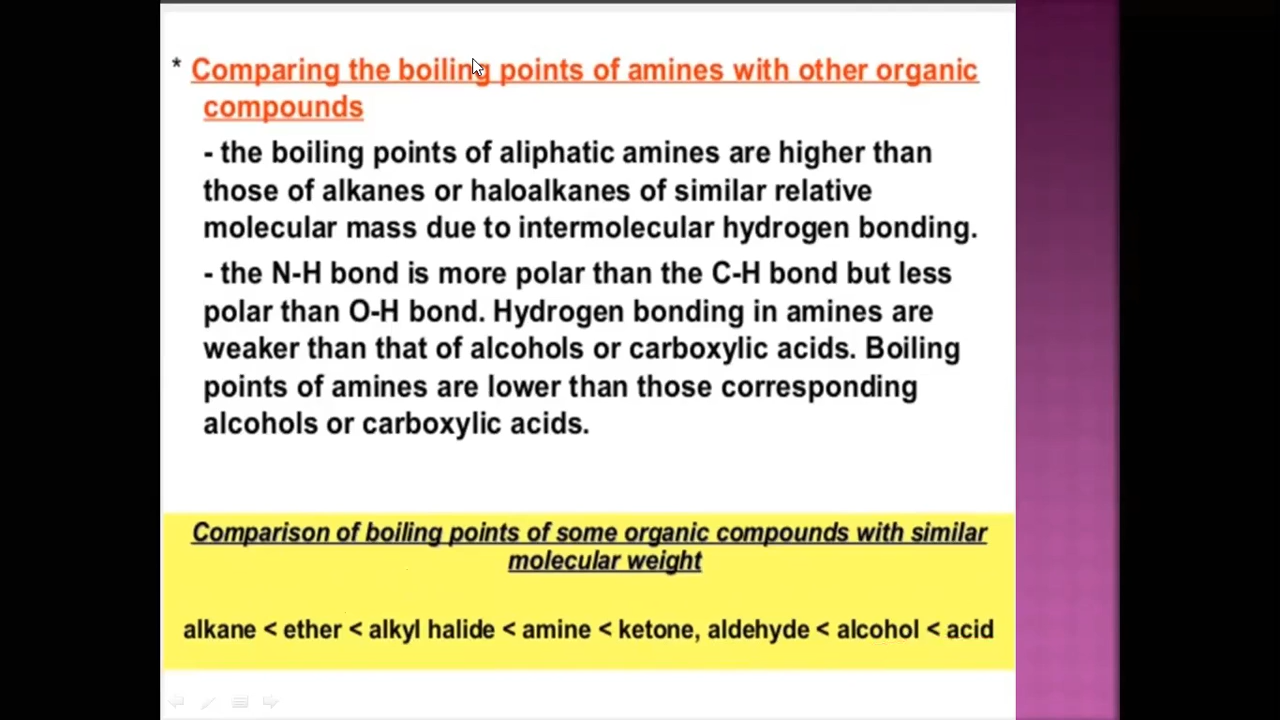 * Comparing the boiling points of amines with other organic
compounds
- the boiling points of aliphatic amines are higher than
those of alkanes or haloalkanes of similar relative
molecular mass due to intermolecular hydrogen bonding.
- the N-H bond is more polar than the C-H bond but less
polar than O-H bond. Hydrogen bonding in amines are
weaker than that of alcohols or carboxylic acids. Boiling
points of amines are lower than those corresponding
alcohols or carboxylic acids.
Comparison of boiling points of some organic compounds with similar
molecular weight
alkane < ether < alkyl halide < amine < ketone, aldehyde < alcohol < acid